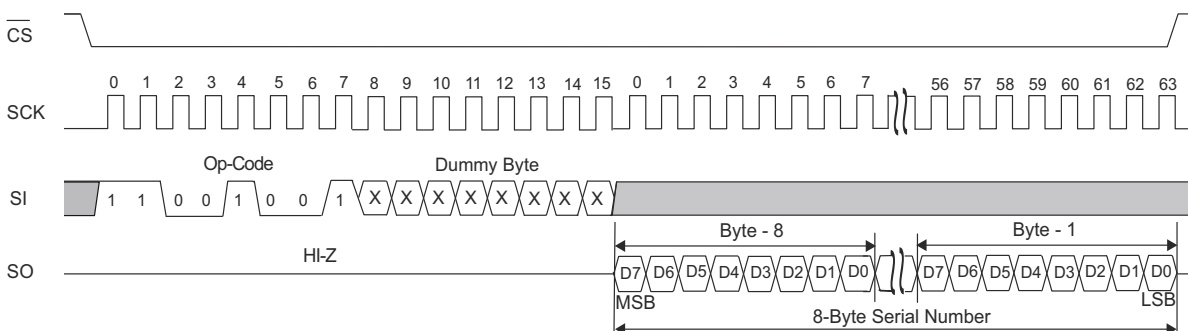 CS
0 1 2 3 4 5 6 7 8 9 10 11 12 13 14 15 0 1 2 3 4 5 6 7 56 57 58 59 60 61 62 63
SCK
Op-Code Dummy Byte
SI 1 1 0 0 1 0 0 1 X X X X X X X X
Byte - 8 Byte - 1
HI-Z
SO D7 D6 D5 D4 D3 D2 D1 D0 D7 D6 D5 D4 D3 D2 D1 D0
MSB LSB
8-Byte Serial Number